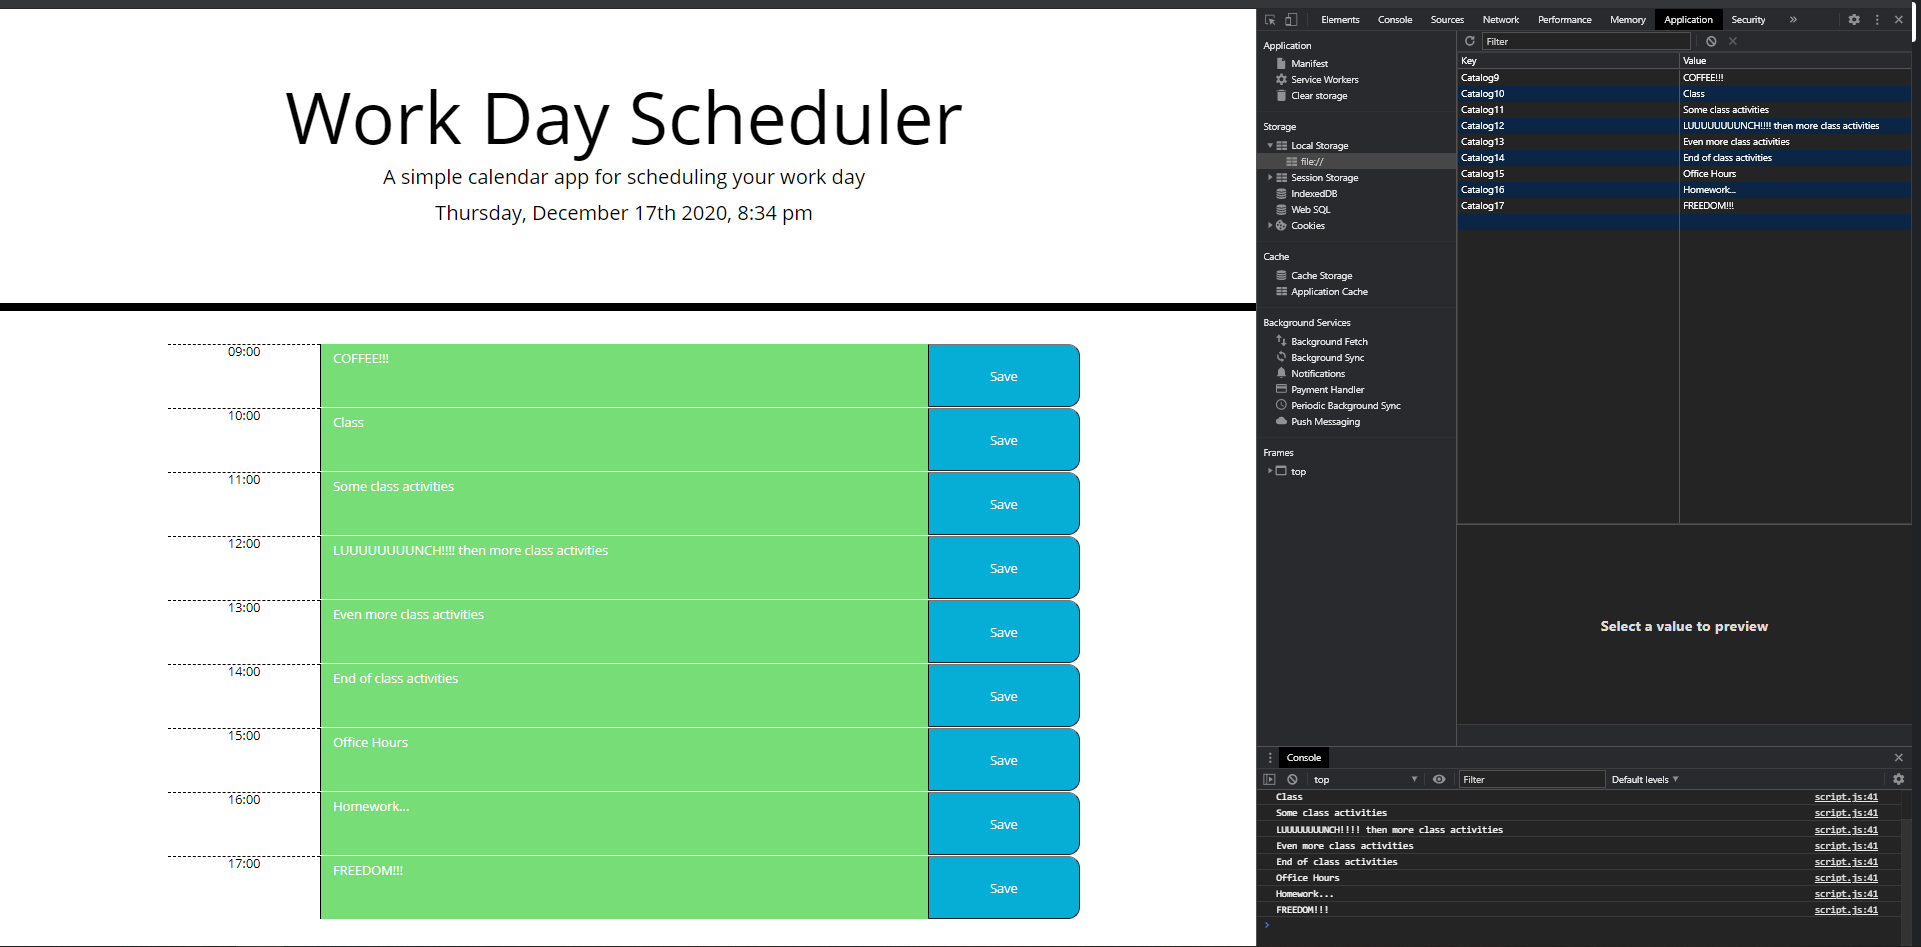 Work Day Scheduler
A simple calendar app for scheduling your work day
Thursday, December 17th 2020, 8:34 pm
09:00 COFFEE!!! Save
10:00 Class Save
11:00 Some class activities Save
12:00 LUUUUUUUUNCH!!!! then more class activities Save
13:00 Even more class activities Save
14:00 End of class activities Save
15:00 Office Hours Save
16:00 Homework... Save
17:00 FREEDOM!!! Save
Elements Console Sources Network Performance Memory Application Security »
Application
Manifest
Service Workers
Clear storage
Storage
Local Storage
file://
Session Storage
IndexedDB
Web SQL
Cookies
Cache
Cache Storage
Application Cache
Background Services
Background Fetch
Background Sync
Notifications
Payment Handler
Periodic Background Sync
Push Messaging
Frames
top
Filter
Key Value
Catalog9 COFFEE!!!
Catalog10 Class
Catalog11 Some class activities
Catalog12 LUUUUUUUUNCH!!!! then more class activities
Catalog13 Even more class activities
Catalog14 End of class activities
Catalog15 Office Hours
Catalog16 Homework...
Catalog17 FREEDOM!!!
Select a value to preview
Console
top Filter Default levels
Class script.js:41
Some class activities script.js:41
LUUUUUUUUNCH!!!! then more class activities script.js:41
Even more class activities script.js:41
End of class activities script.js:41
Office Hours script.js:41
Homework... script.js:41
FREEDOM!!! script.js:41